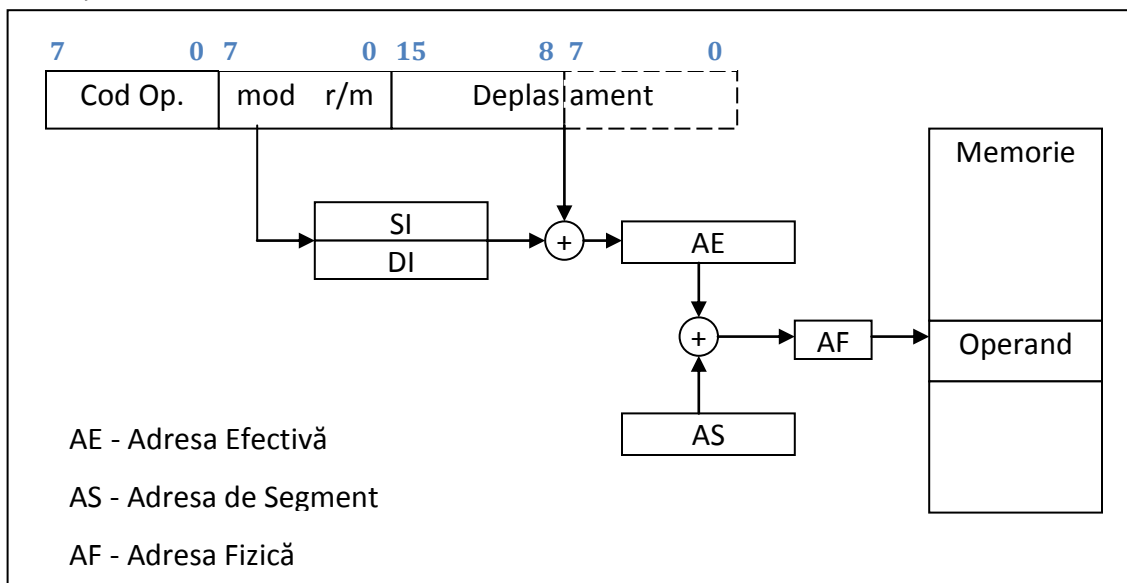 7 0 7 0 15 8 7 0
Cod Op. mod r/m Deplasament
Memorie
SI
+ AE
DI
+ AF Operand
AS
AE - Adresa Efectivă
AS - Adresa de Segment
AF - Adresa Fizică